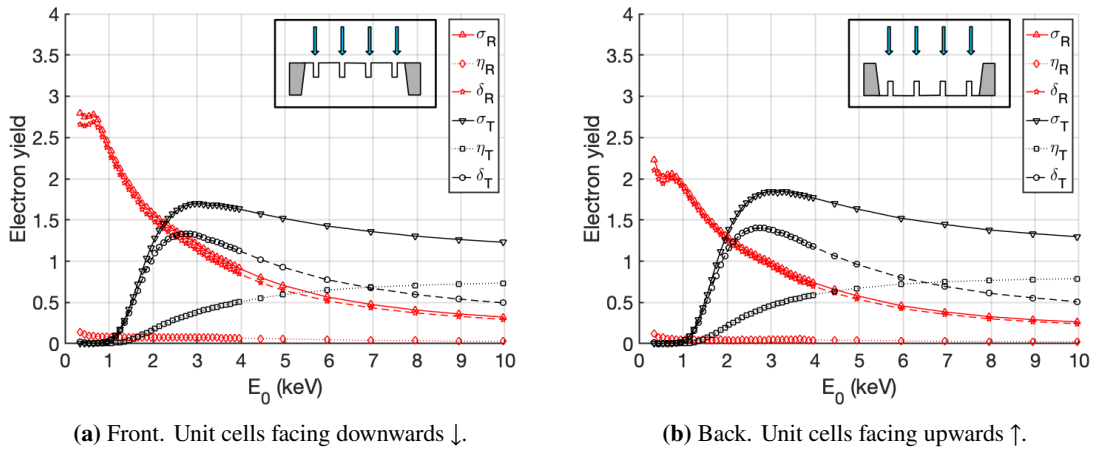 4
3.5
3
2.5
2
1.5
1
0.5
0
Electron yield
0 1 2 3 4 5 6 7 8 9 10
E0 (keV)
σR
ηR
δR
σT
ηT
δT
(a) Front. Unit cells facing downwards ↓.
4
3.5
3
2.5
2
1.5
1
0.5
0
Electron yield
0 1 2 3 4 5 6 7 8 9 10
E0 (keV)
σR
ηR
δR
σT
ηT
δT
(b) Back. Unit cells facing upwards ↑.